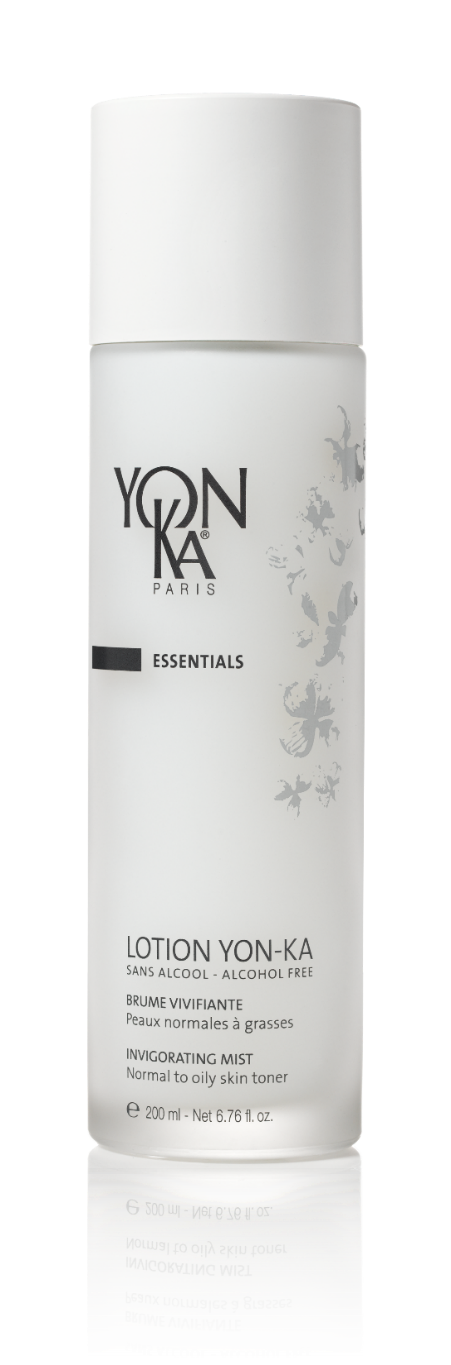 YON
KA®
PARIS
ESSENTIALS
LOTION YON-KA
SANS ALCOOL - ALCOHOL FREE
BRUME VIVIFIANTE
Peaux normales à grasses
INVIGORATING MIST
Normal to oily skin toner
℮ 200 ml - Net 6.76 fl. oz.